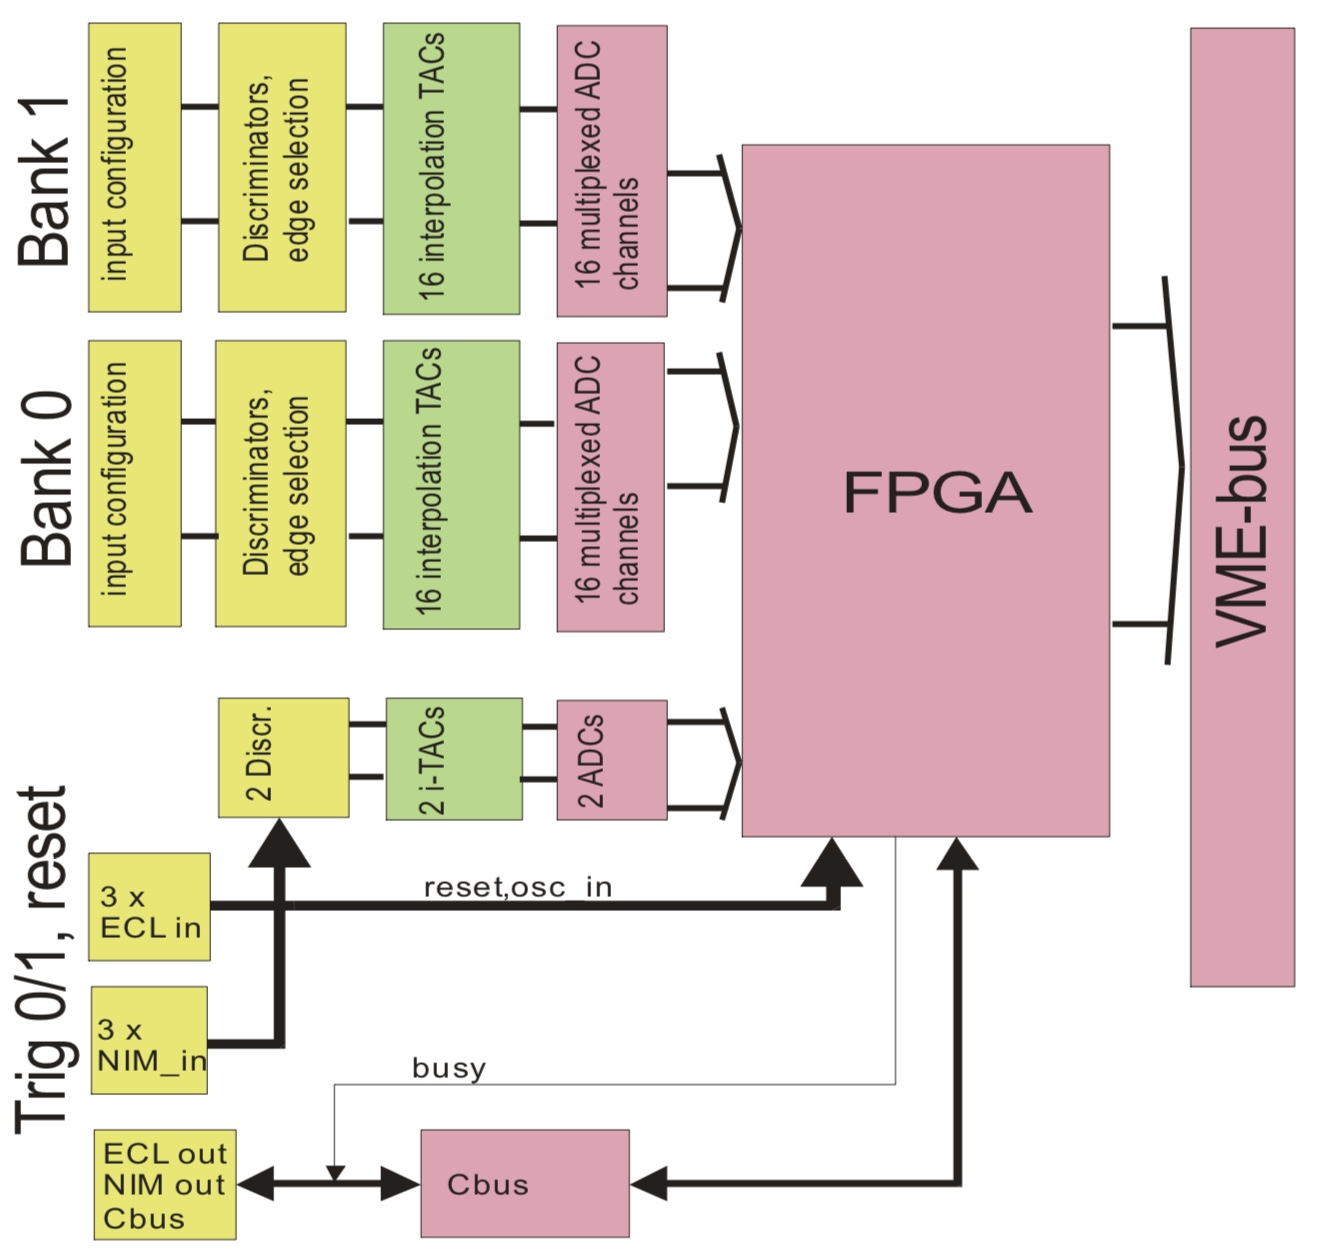 Bank 1
input configuration
Discriminators,
edge selection
16 interpolation TACs
16 multiplexed ADC
channels
Bank 0
input configuration
Discriminators,
edge selection
16 interpolation TACs
16 multiplexed ADC
channels
FPGA
VME-bus
Trig 0/1, reset
2 Discr.
2 i-TACs
2 ADCs
3 x
ECL in
reset,osc_in
3 x
NIM_in
busy
ECL out
NIM out
Cbus
Cbus